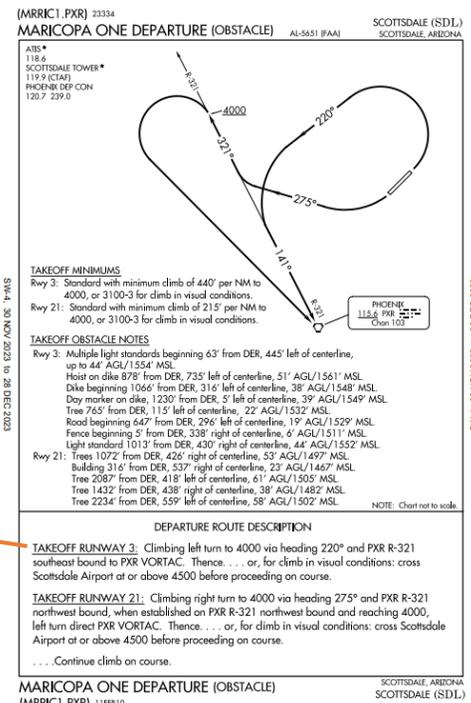 (MRRIC1.PXR) 23334
SCOTTSDALE (SDL)
MARICOPA ONE DEPARTURE (OBSTACLE)
AL-5651 (FAA)
SCOTTSDALE, ARIZONA
ATIS*
118.6
SCOTTSDALE TOWER*
119.9 (CTAF)
PHOENIX DEP CON
120.7 239.0
R-321
4000
321°
220°
275°
141°
R-321
PHOENIX
115.6 PXR
Chan 103
TAKEOFF MINIMUMS
Rwy 3: Standard with minimum climb of 440' per NM to
4000, or 3100-3 for climb in visual conditions.
Rwy 21: Standard with minimum climb of 215' per NM to
4000, or 3100-3 for climb in visual conditions.
TAKEOFF OBSTACLE NOTES
Rwy 3: Multiple light standards beginning 63' from DER, 445' left of centerline,
up to 44' AGL/1554' MSL.
Hoist on dike 878' from DER, 735' left of centerline, 51' AGL/1561' MSL.
Dike beginning 1066' from DER, 316' left of centerline, 38' AGL/1548' MSL.
Day marker on dike, 1230' from DER, 5' left of centerline, 39' AGL/1549' MSL.
Tree 765' from DER, 115' left of centerline, 22' AGL/1532' MSL.
Road beginning 647' from DER, 296' left of centerline, 19' AGL/1529' MSL.
Fence beginning 5' from DER, 338' right of centerline, 6' AGL/1511' MSL.
Light standard 1013' from DER, 430' right of centerline, 44' AGL/1552' MSL.
Rwy 21: Trees 1072' from DER, 426' right of centerline, 53' AGL/1497' MSL.
Building 316' from DER, 537' right of centerline, 23' AGL/1467' MSL.
Tree 2087' from DER, 418' left of centerline, 61' AGL/1505' MSL.
Tree 1432' from DER, 438' right of centerline, 38' AGL/1482' MSL.
Tree 2234' from DER, 559' left of centerline, 58' AGL/1502' MSL.
NOTE: Chart not to scale.
SW-4, 30 NOV 2023 to 28 DEC 2023
DEPARTURE ROUTE DESCRIPTION
TAKEOFF RUNWAY 3: Climbing left turn to 4000 via heading 220° and PXR R-321
southeast bound to PXR VORTAC. Thence. . . . or, for climb in visual conditions: cross
Scottsdale Airport at or above 4500 before proceeding on course.
TAKEOFF RUNWAY 21: Climbing right turn to 4000 via heading 275° and PXR R-321
northwest bound, when established on PXR R-321 northwest bound and reaching 4000,
left turn direct PXR VORTAC. Thence. . . . or, for climb in visual conditions: cross Scottsdale
Airport at or above 4500 before proceeding on course.
. . . .Continue climb on course.
MARICOPA ONE DEPARTURE (OBSTACLE)
SCOTTSDALE, ARIZONA
SCOTTSDALE (SDL)